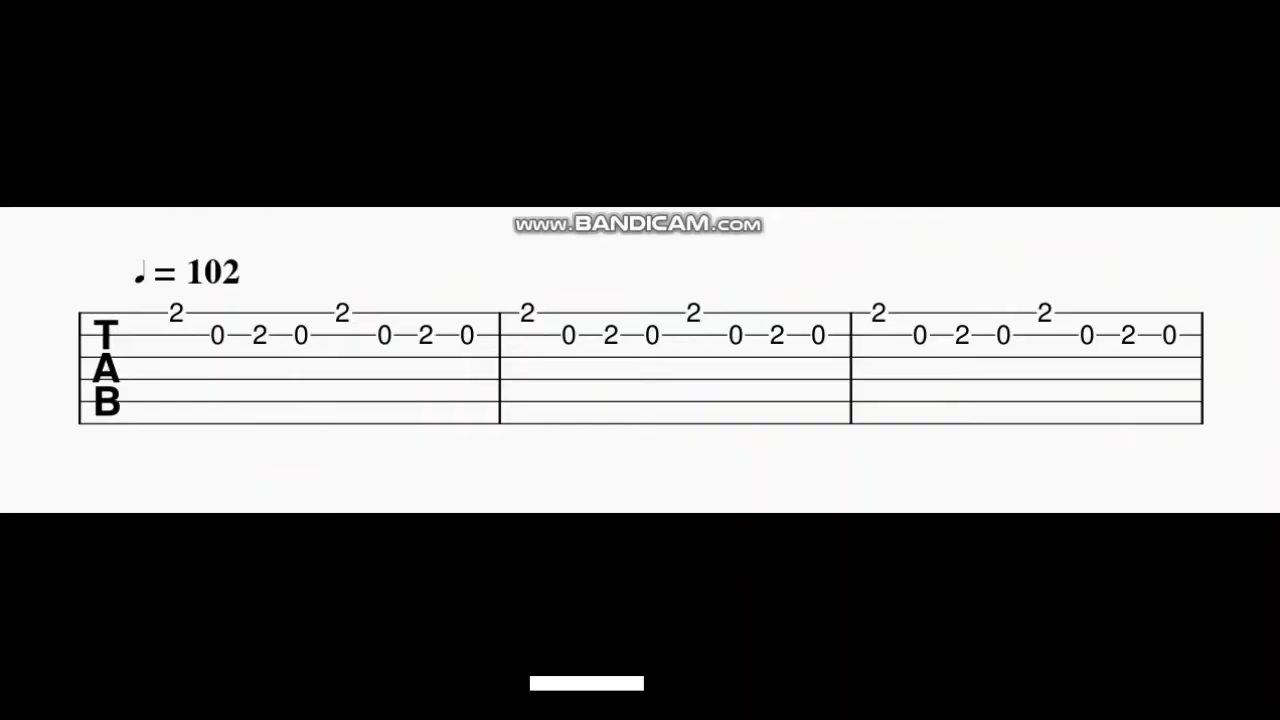 www.BANDICAM.com
♩= 102
2 2 2 2 2 2
T 0 2 0 0 2 0 0 2 0 0 2 0 0 2 0 0 2 0
A
B